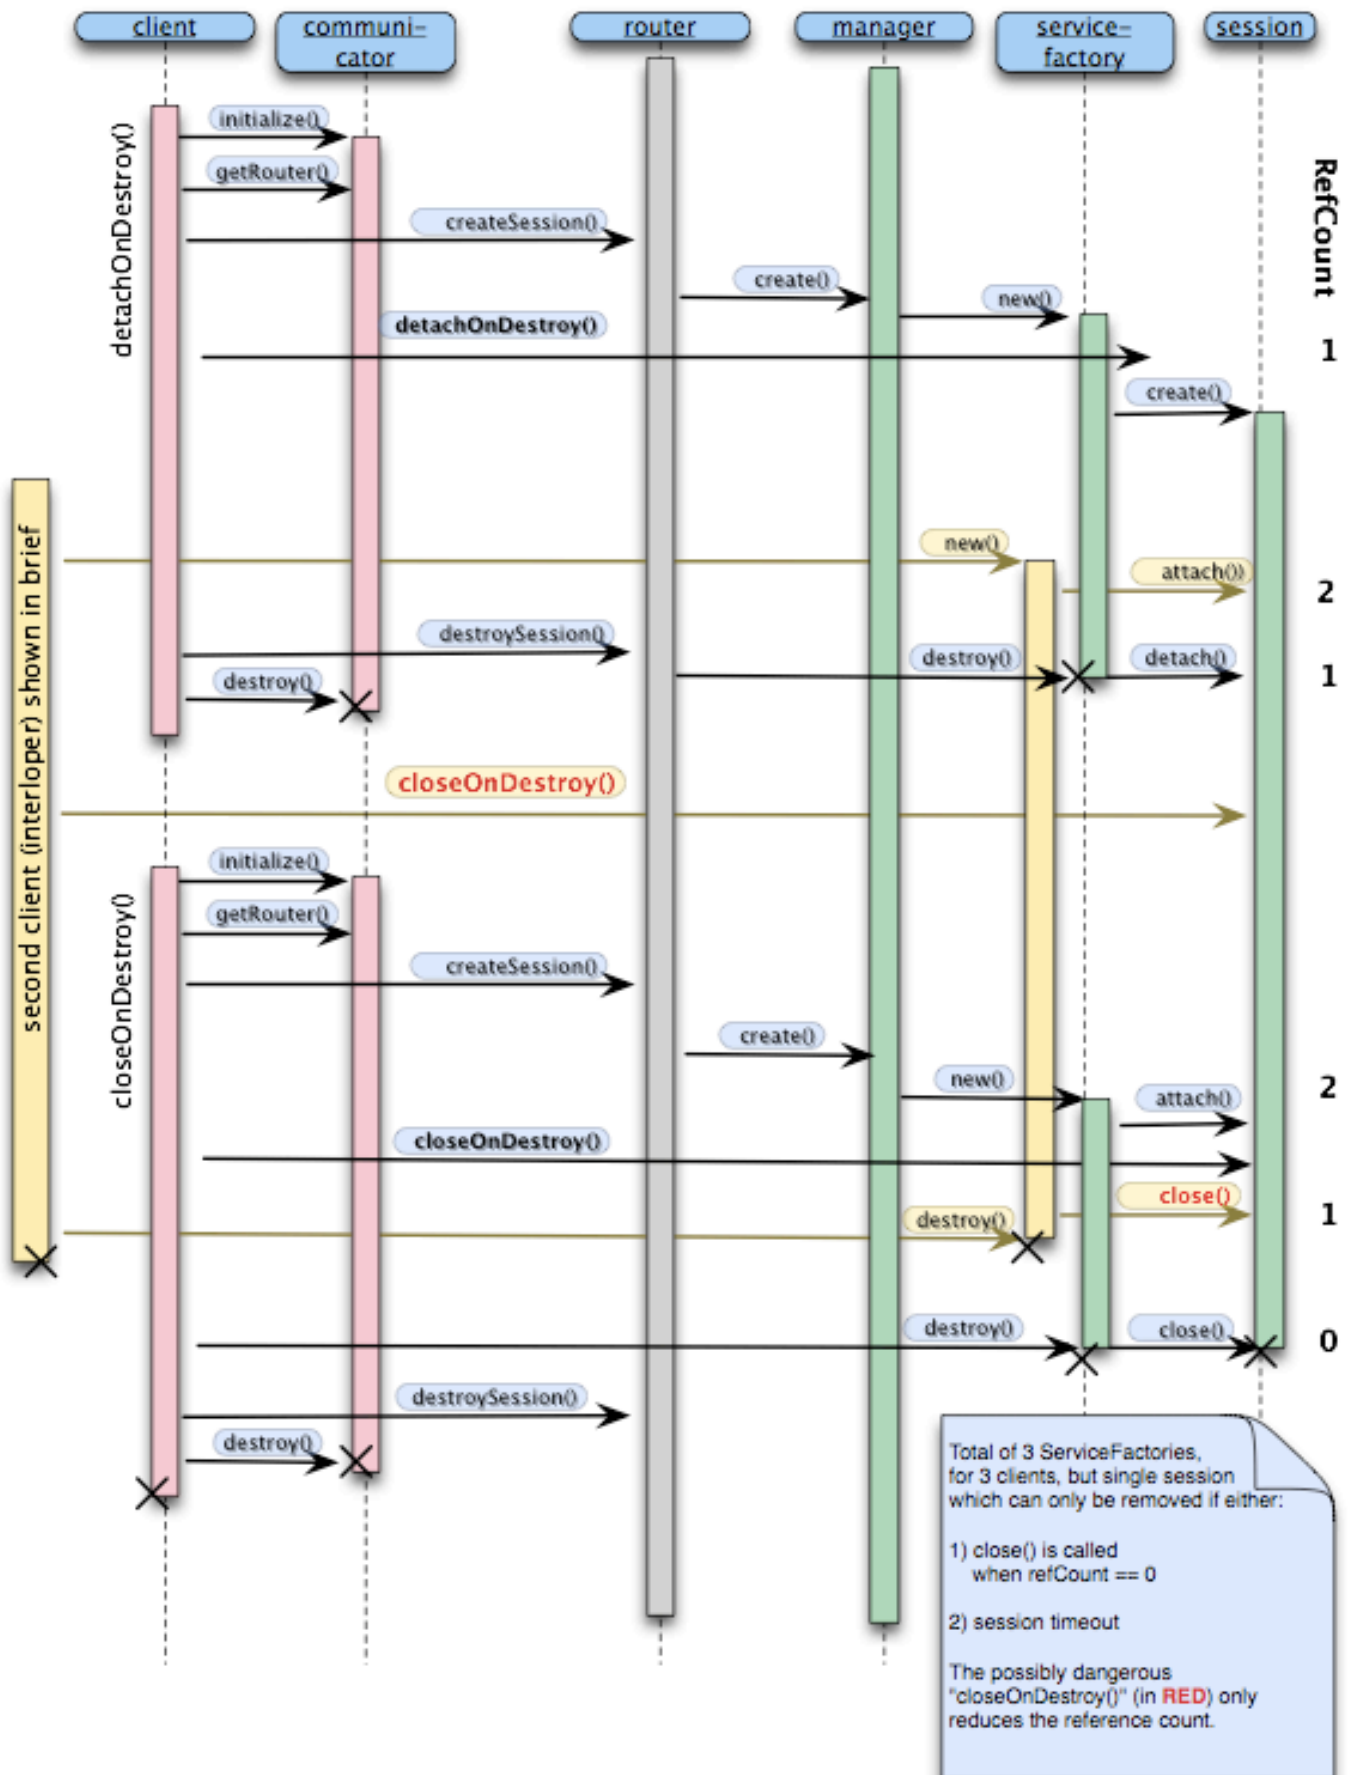 client
communi-
cator
router
manager
service-
factory
session
detachOnDestroy()
RefCount
initialize()
getRouter()
createSession()
create()
new()
detachOnDestroy()
1
create()
second client (interloper) shown in brief
new()
attach())
2
destroySession()
destroy()
detach()
1
destroy()
closeOnDestroy()
closeOnDestroy()
initialize()
getRouter()
createSession()
create()
new()
attach()
2
closeOnDestroy()
close()
1
destroy()
destroy()
close()
0
destroySession()
destroy()
Total of 3 ServiceFactories,
for 3 clients, but single session
which can only be removed if either:
1) close() is called
when refCount == 0
2) session timeout
The possibly dangerous
"closeOnDestroy()" (in RED) only
reduces the reference count.